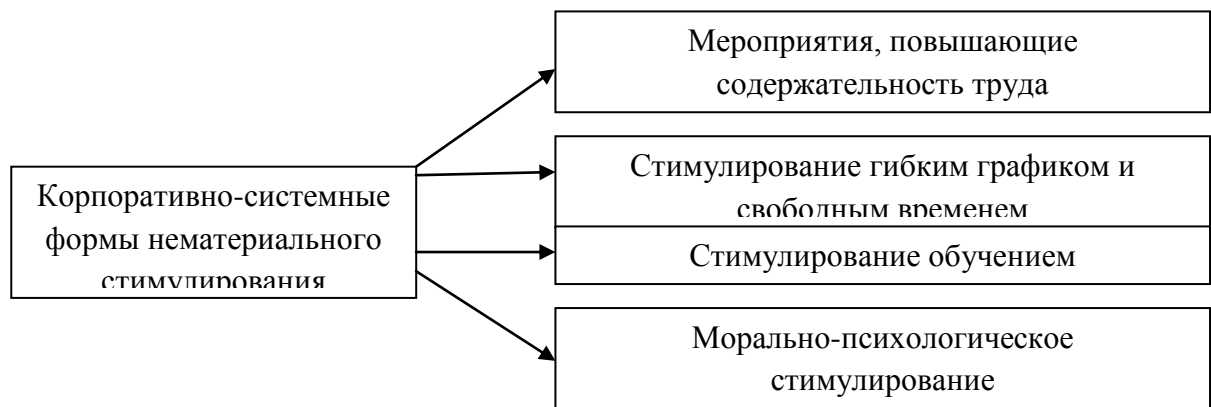 Мероприятия, повышающие
содержательность труда
Корпоративно-системные
формы нематериального
стимулирования
Стимулирование гибким графиком и
свободным временем
Стимулирование обучением
Морально-психологическое
стимулирование